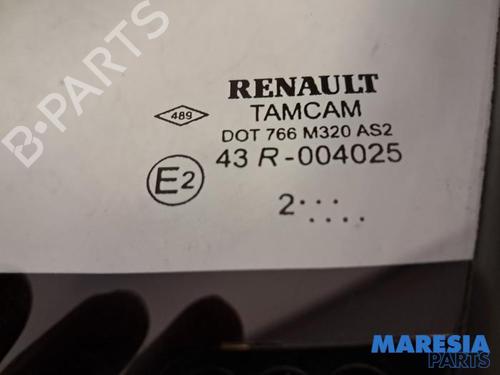 B-PARTS
RENAULT
489
TAMCAM
DOT 766 M320 AS2
E2
43 R-004025
2
MARESIA
PARTS